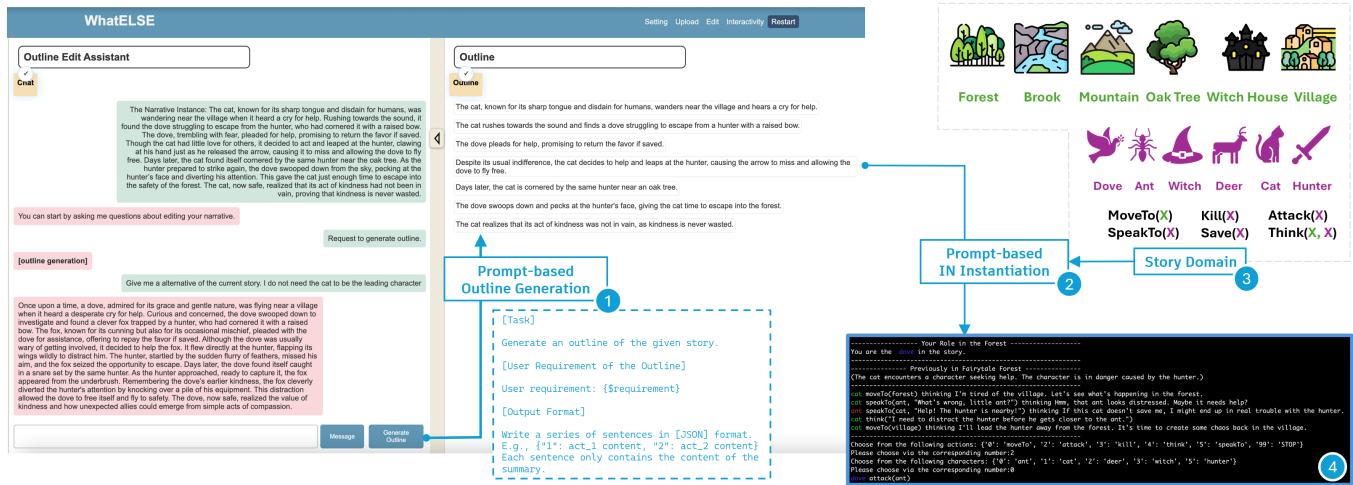 WhatELSE
Setting Upload Edit Interactivity Restart
Outline Edit Assistant
Chat
The Narrative Instance: The cat, known for its sharp tongue and disdain for humans, was
wandering near the village when it heard a cry for help. Rushing towards the sound, it
found the dove struggling to escape from the hunter, who had cornered it with a raised
bow. The dove, trembling with fear, pleaded for help, promising to return the favor if saved.
Though the cat had little love for others, it decided to act and leaped at the hunter, clawing
at his hand just as he released the arrow, causing it to miss and allowing the dove to fly
free. Days later, the cat found itself cornered by the same hunter near the oak tree. As the
hunter prepared to strike again, the dove swooped down from the sky, pecking at the
hunter's face and diverting his attention. This gave the cat just enough time to escape into
the safety of the forest. The cat, now safe, realized that its act of kindness had not been in
vain, proving that kindness is never wasted.
You can start by asking me questions about editing your narrative.
Request to generate outline.
[outline generation]
Give me a alternative of the current story. I do not need the cat to be the leading character
Once upon a time, a dove, admired for its grace and gentle nature, was flying near a village
when it heard a desperate cry for help. Curious and concerned, the dove swooped down to
investigate and found a clever fox trapped by a hunter, who had cornered it with a raised
bow. The fox, known for its cunning but also for its occasional mischief, pleaded with the
dove for assistance, offering to repay the favor if saved. Although the dove was usually
wary of getting involved, it decided to help the fox. It flew directly at the hunter, flapping its
wings wildly to distract him. The hunter, startled by the sudden flurry of feathers, missed his
aim, and the fox seized the opportunity to escape. Days later, the dove found itself caught
in a snare set by the same hunter. As the hunter approached, ready to capture it, the fox
appeared from the underbrush. Remembering the dove's earlier kindness, the fox cleverly
diverted the hunter's attention by knocking over a pile of his equipment. This distraction
allowed the dove to free itself and fly to safety. The dove, now safe, realized the value of
kindness and how unexpected allies could emerge from simple acts of compassion.
Message
Generate
Outline
Outline
Outline
The cat, known for its sharp tongue and disdain for humans, wanders near the village and hears a cry for help.
The cat rushes towards the sound and finds a dove struggling to escape from a hunter with a raised bow.
The dove pleads for help, promising to return the favor if saved.
Despite its usual indifference, the cat decides to help and leaps at the hunter, causing the arrow to miss and allowing the
dove to fly free.
Days later, the cat is cornered by the same hunter near an oak tree.
The dove swoops down and pecks at the hunter's face, giving the cat time to escape into the forest.
The cat realizes that its act of kindness was not in vain, as kindness is never wasted.
Prompt-based
Outline Generation
1
[Task]
Generate an outline of the given story.
[User Requirement of the Outline]
User requirement: {$requirement}
[Output Format]
Write a series of sentences in [JSON] format.
E.g., {"1": act_1 content, "2": act_2 content}
Each sentence only contains the content of the
summary.
Prompt-based
IN Instantiation
2
Story Domain
3
Forest Brook Mountain Oak Tree Witch House Village
Dove Ant Witch Deer Cat Hunter
MoveTo(X) Kill(X) Attack(X)
SpeakTo(X) Save(X) Think(X, X)
------------------ Your Role in the Forest ------------------
You are the dove in the story.
---------------- Previously in Fairytale Forest ----------------
(The cat encounters a character seeking help. The character is in danger caused by the hunter.)
cat moveTo(forest) thinking I'm tired of the village. Let's see what's happening in the forest.
cat speakTo(ant, "What's wrong, little ant?") thinking Hmm, that ant looks distressed. Maybe it needs help?
ant speakTo(cat, "Help! The hunter is nearby!") thinking If this cat doesn't save me, I might end up in real trouble with the hunter.
cat think("I need to distract the hunter before he gets closer to the ant.")
cat moveTo(village) thinking I'll lead the hunter away from the forest. It's time to create some chaos back in the village.
Choose from the following actions: {'0': 'moveTo', '2': 'attack', '3': 'kill', '4': 'think', '5': 'speakTo', '99': 'STOP'}
Please choose via the corresponding number:2
Choose from the following characters: {'0': 'ant', '1': 'cat', '2': 'deer', '3': 'witch', '5': 'hunter'}
Please choose via the corresponding number:0
dove attack(ant)
4